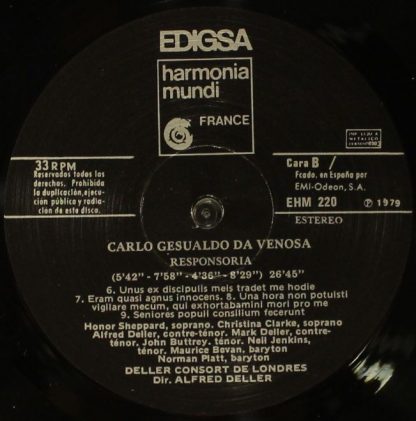 EDIGSA
harmonia
mundi
FRANCE
33 RPM
Reservados todos los
derechos. Prohibida
la duplicación, ejecu-
ción pública y radia-
ción de este disco.
Cara B /
Fcado. en España por
EMI-Odeon, S.A.
EHM 220 Ⓟ 1979
ESTEREO
CARLO GESUALDO DA VENOSA
RESPONSORIA
(5'42" - 7'58" - 4'36" - 8'29") 26'45"
6. Unus ex discipulis meis tradet me hodie
7. Eram quasi agnus innocens. 8. Una hora non potuisti
vigilare mecum, qui exhortabamini mori pro me
9. Seniores populi consilium fecerunt
Honor Sheppard, soprano. Christina Clarke, soprano
Alfred Deller, contre-ténor. Mark Deller, contre-
ténor. John Buttrey. ténor. Neil Jenkins,
ténor. Maurice Bevan. baryton
Norman Platt, baryton
DELLER CONSORT DE LONDRES
Dir. ALFRED DELLER